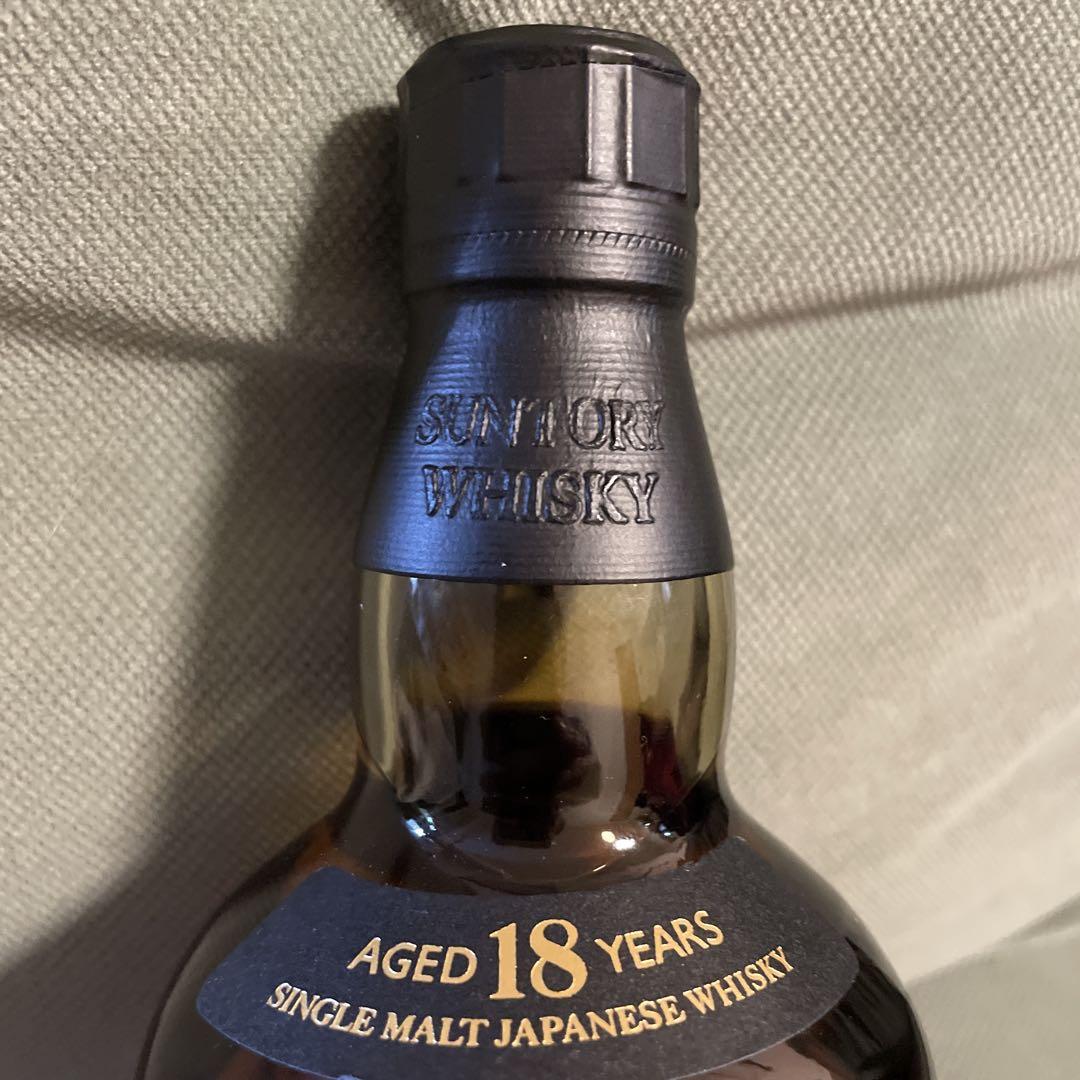 SUNTORY
WHISKY
AGED 18 YEARS
SINGLE MALT JAPANESE WHISKY